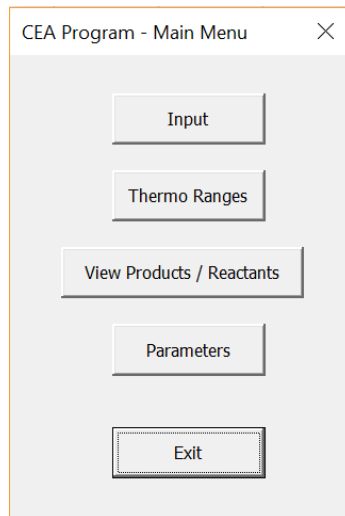 CEA Program - Main Menu
Input
Thermo Ranges
View Products / Reactants
Parameters
Exit